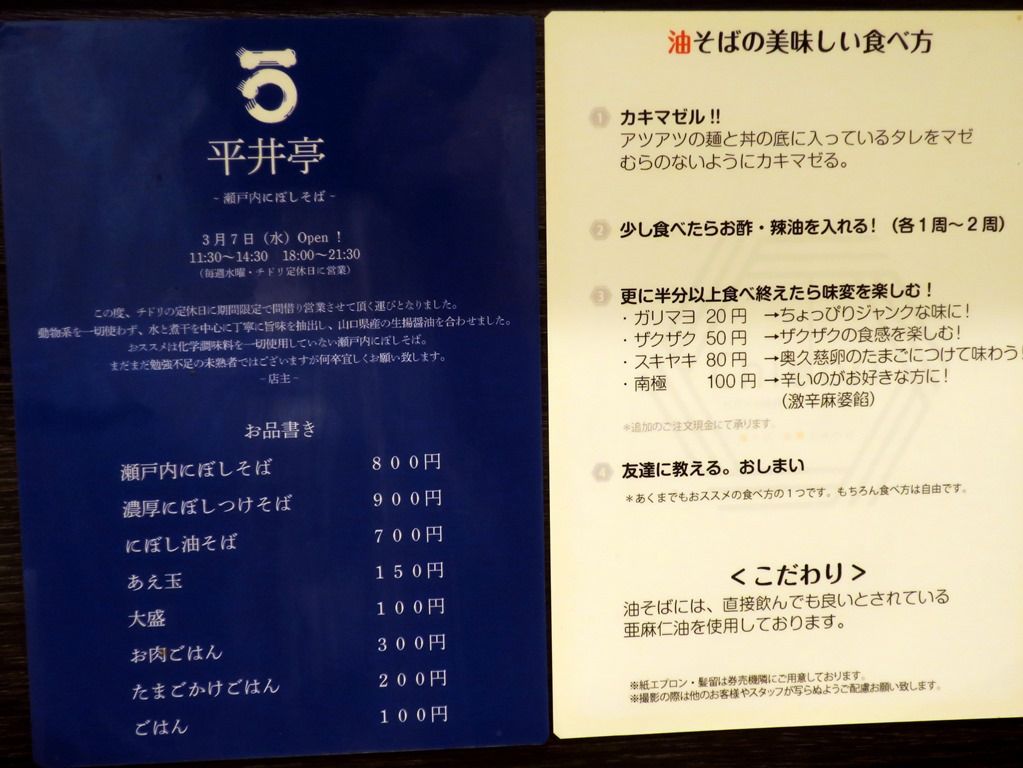 平井亭
- 瀬戸内にぼしそば -
3月7日（水）Open！
11:30〜14:30　18:00〜21:30
（毎週水曜・チドリ定休日に営業）
この度、チドリの定休日に期間限定で間借り営業させて頂く運びとなりました。
動物系を一切使わず、水と煮干を中心に丁寧に旨味を抽出し、山口県産の生揚醤油を合わせました。
おススメは化学調味料を一切使用していない瀬戸内にぼしそば。
まだまだ勉強不足の未熟者ではございますが何卒宜しくお願い致します。
- 店主 -
お品書き
瀬戸内にぼしそば　８００円
濃厚にぼしつけそば　９００円
にぼし油そば　７００円
あえ玉　１５０円
大盛　１００円
お肉ごはん　３００円
たまごかけごはん　２００円
ごはん　１００円
油そばの美味しい食べ方
1 カキマゼル!!
アツアツの麺と丼の底に入っているタレをマゼ
むらのないようにカキマゼる。
2 少し食べたらお酢・辣油を入れる！（各1周〜2周）
3 更に半分以上食べ終えたら味変を楽しむ！
・ガリマヨ 20円 →ちょっぴりジャンクな味に！
・ザクザク 50円 →ザクザクの食感を楽しむ！
・スキヤキ 80円 →奥久慈卵のたまごにつけて味わう！
・南極 100円 →辛いのがお好きな方に！
（激辛麻婆餡）
＊追加のご注文現金にて承ります。
4 友達に教える。おしまい
＊あくまでもおススメの食べ方の1つです。もちろん食べ方は自由です。
＜こだわり＞
油そばには、直接飲んでも良いとされている
亜麻仁油を使用しております。
※紙エプロン・髪留は券売機隣にご用意しております。
※撮影の際は他のお客様やスタッフが写らぬようご配慮お願い致します。